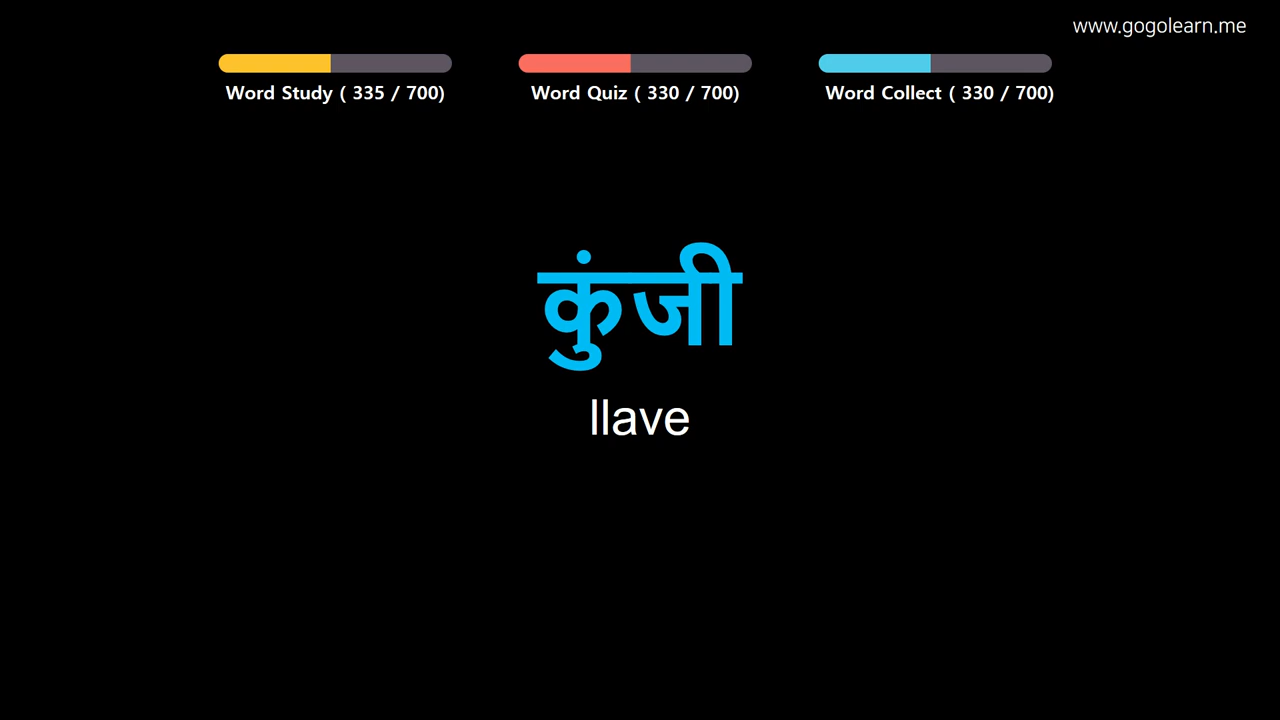 www.gogolearn.me
Word Study ( 335 / 700)
Word Quiz ( 330 / 700)
Word Collect ( 330 / 700)
कुंजी
llave